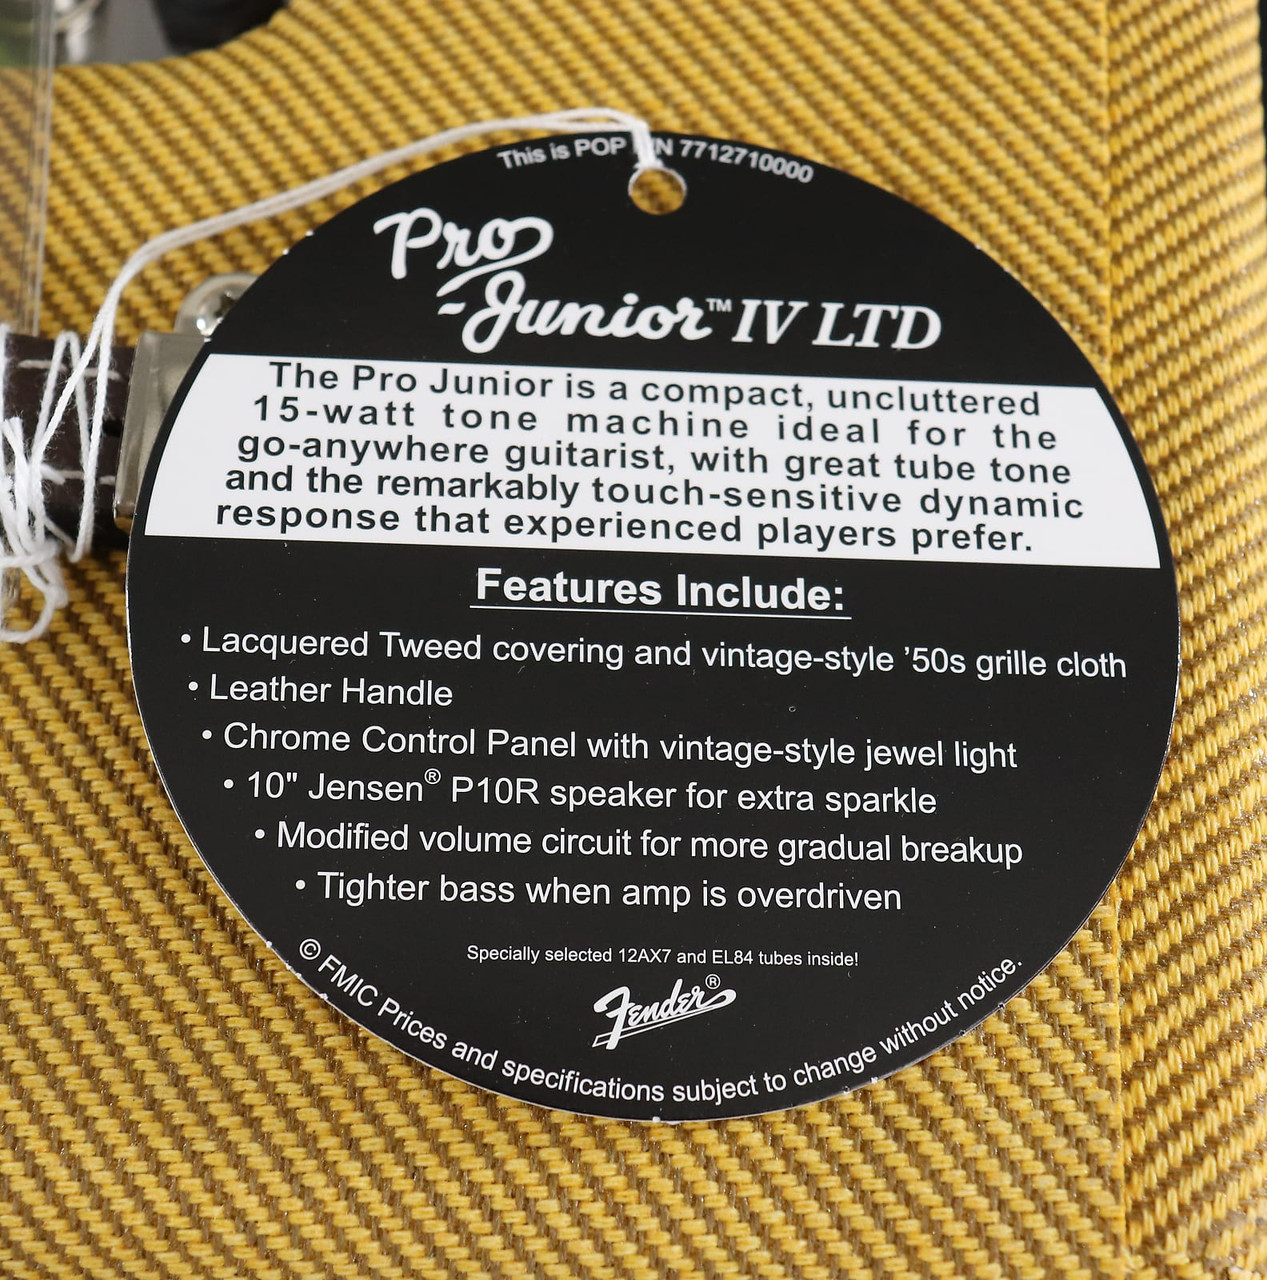 This is POP P/N 7712710000
Pro
Junior™ IV LTD
The Pro Junior is a compact, uncluttered
15-watt tone machine ideal for the
go-anywhere guitarist, with great tube tone
and the remarkably touch-sensitive dynamic
response that experienced players prefer.
Features Include:
• Lacquered Tweed covering and vintage-style ’50s grille cloth
• Leather Handle
• Chrome Control Panel with vintage-style jewel light
• 10" Jensen® P10R speaker for extra sparkle
• Modified volume circuit for more gradual breakup
• Tighter bass when amp is overdriven
Specially selected 12AX7 and EL84 tubes inside!
Fender®
© FMIC Prices and specifications subject to change without notice.